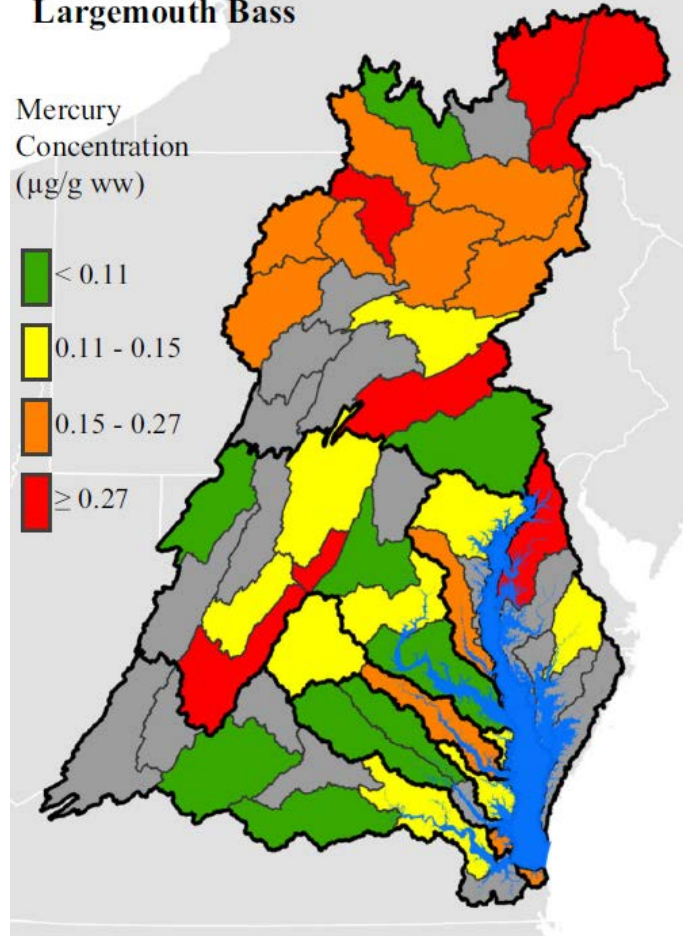 Largemouth Bass
Mercury
Concentration
(µg/g ww)
< 0.11
0.11 - 0.15
0.15 - 0.27
≥ 0.27